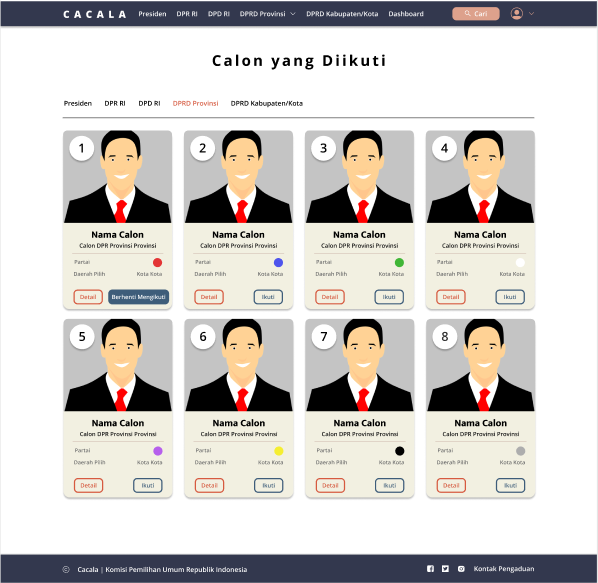 CACALA Presiden DPR RI DPD RI DPRD Provinsi DPRD Kabupaten/Kota Dashboard Cari
Calon yang Diikuti
Presiden DPR RI DPD RI DPRD Provinsi DPRD Kabupaten/Kota
1 2 3 4
Nama Calon Nama Calon Nama Calon Nama Calon
Calon DPR Provinsi Provinsi Calon DPR Provinsi Provinsi Calon DPR Provinsi Provinsi Calon DPR Provinsi Provinsi
Partai Partai Partai Partai
Daerah Pilih Kota Kota Daerah Pilih Kota Kota Daerah Pilih Kota Kota Daerah Pilih Kota Kota
Detail Berhenti Mengikuti Detail Ikuti Detail Ikuti Detail Ikuti
5 6 7 8
Nama Calon Nama Calon Nama Calon Nama Calon
Calon DPR Provinsi Provinsi Calon DPR Provinsi Provinsi Calon DPR Provinsi Provinsi Calon DPR Provinsi Provinsi
Partai Partai Partai Partai
Daerah Pilih Kota Kota Daerah Pilih Kota Kota Daerah Pilih Kota Kota Daerah Pilih Kota Kota
Detail Ikuti Detail Ikuti Detail Ikuti Detail Ikuti
© Cacala | Komisi Pemilihan Umum Republik Indonesia Kontak Pengaduan